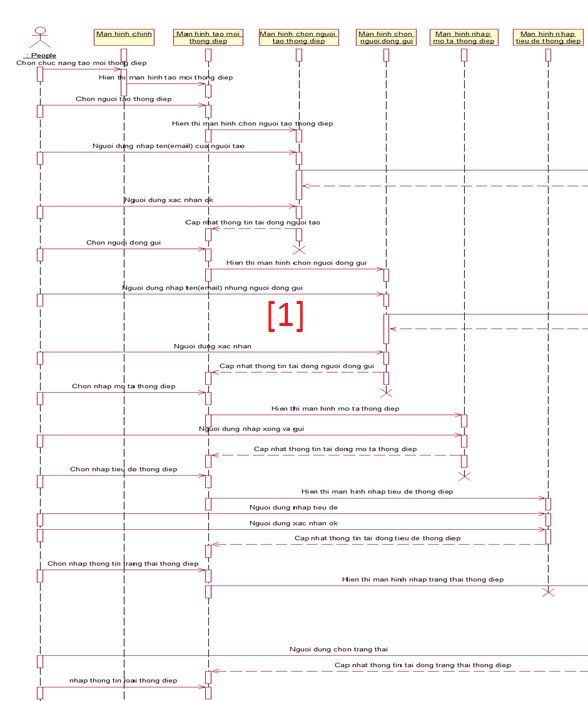 : People
Man hinh chinh
Man hinh tao moi
thong diep
Man hinh chon nguoi
tao thong diep
Man hinh chon
nguoi dong gui
Man hinh nhap
mo ta thong diep
Man hinh nhap
tieu de thong diep
Chon chuc nang tao moi thong diep
Hien thi man hinh tao moi thong diep
Chon nguoi tao thong diep
Hien thi man hinh chon nguoi tao thong diep
Nguoi dung nhap ten(email) cua nguoi tao
Nguoi dung xac nhan ok
Cap nhat thong tin tai dong nguoi tao
Chon nguoi dong gui
Hien thi man hinh chon nguoi dong gui
Nguoi dung nhap ten(email) nhung nguoi dong gui
[1]
Nguoi dung xac nhan
Cap nhat thong tin tai dong nguoi dong gui
Chon nhap mo ta thong diep
Hien thi man hinh mo ta thong diep
Nguoi dung nhap xong va gui
Cap nhat thong tin tai dong mo ta thong diep
Chon nhap tieu de thong diep
Hien thi man hinh nhap tieu de thong diep
Nguoi dung nhap tieu de
Nguoi dung xac nhan ok
Cap nhat thong tin tai dong tieu de thong diep
Chon nhap thong tin trang thai thong diep
Hien thi man hinh nhap trang thai thong diep
Nguoi dung chon trang thai
Cap nhat thong tin tai dong trang thai thong diep
nhap thong tin loai thong diep